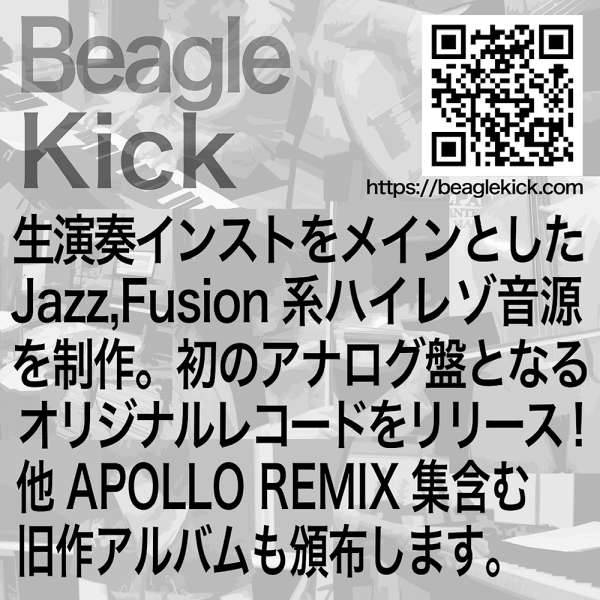 Beagle
Kick
https://beaglekick.com
生演奏インストをメインとした
Jazz,Fusion 系ハイレゾ音源
を制作。初のアナログ盤となる
オリジナルレコードをリリース!
他 APOLLO REMIX 集含む
旧作アルバムも頒布します。